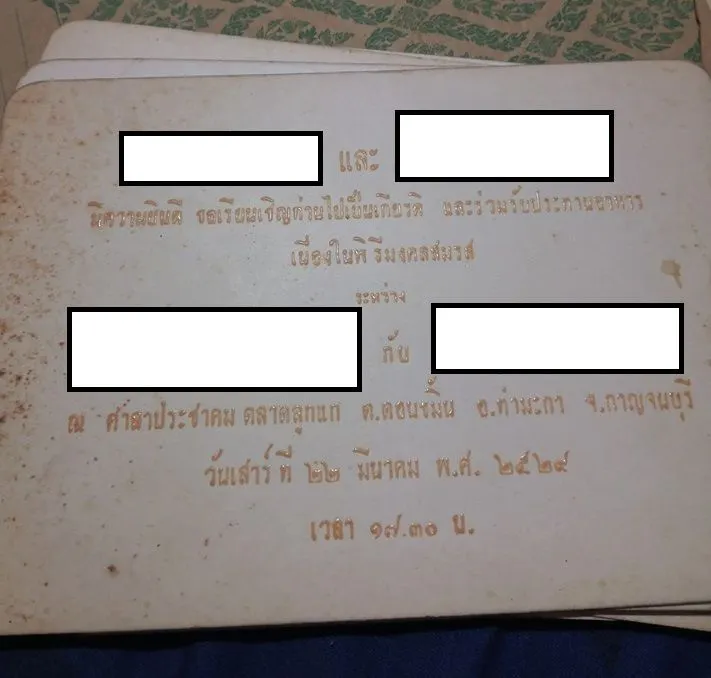 และ
มีความยินดี ขอเรียนเชิญท่านไปเป็นเกียรติ และร่วมรับประทานอาหาร
เนื่องในพิธีมงคลสมรส
ระหว่าง
กับ
ณ ศาลาประชาคม ตลาดลูกแก ต.ดอนขมิ้น อ.ท่ามะกา จ.กาญจนบุรี
วันเสาร์ ที่ ๒๒ มีนาคม พ.ศ. ๒๕๒๙
เวลา ๑๗.๓๐ น.